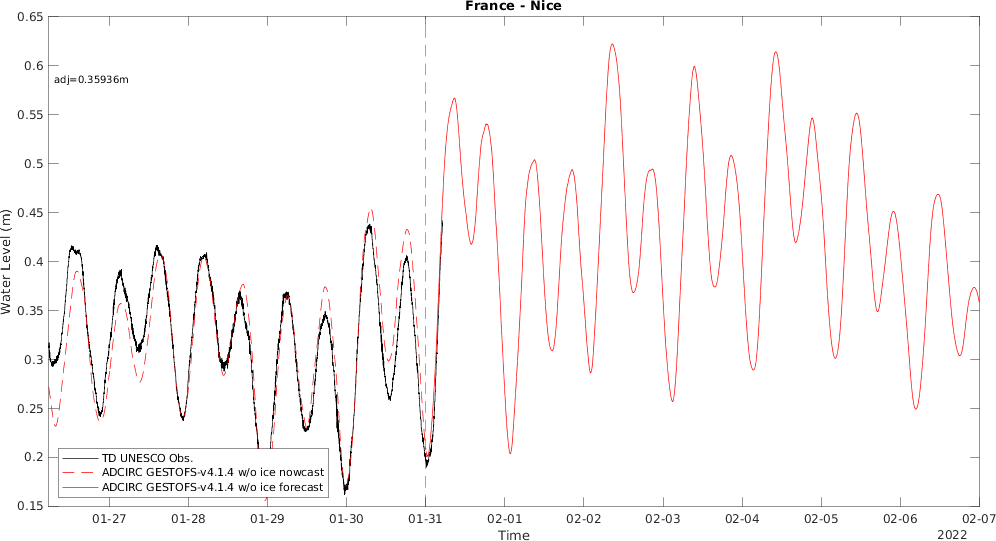 France - Nice
0.65
0.6
0.55
0.5
0.45
0.4
0.35
0.3
0.25
0.2
0.15
Water Level (m)
adj=0.35936m
TD UNESCO Obs.
ADCIRC GESTOFS-v4.1.4 w/o ice nowcast
ADCIRC GESTOFS-v4.1.4 w/o ice forecast
01-27 01-28 01-29 01-30 01-31 02-01 02-02 02-03 02-04 02-05 02-06 02-07
Time
2022